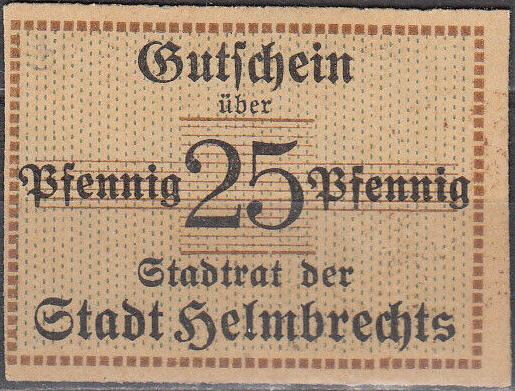 Gutschein
über
Pfennig 25 Pfennig
Stadtrat der
Stadt Helmbrechts